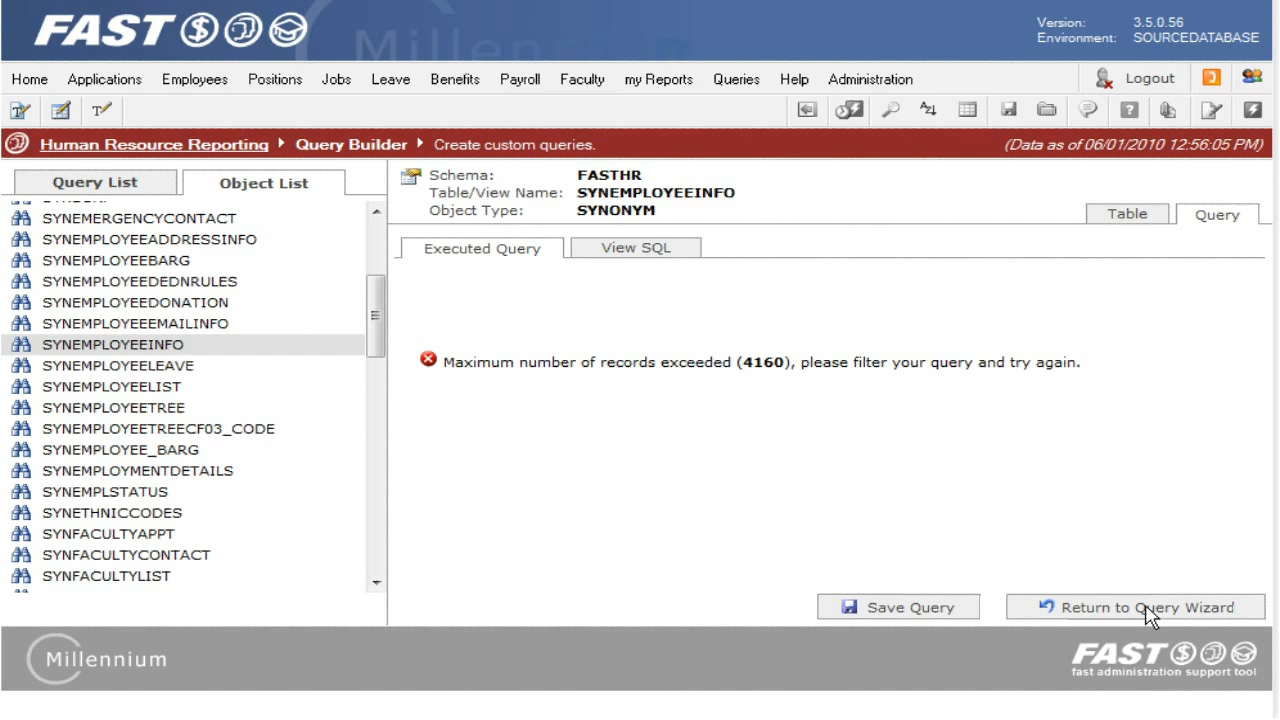 FAST
Millennium
Version: 3.5.0.56
Environment: SOURCEDATABASE
Home Applications Employees Positions Jobs Leave Benefits Payroll Faculty my Reports Queries Help Administration Logout
Human Resource Reporting Query Builder Create custom queries. (Data as of 06/01/2010 12:56:05 PM)
Query List Object List
SYNEMERGENCYCONTACT
SYNEMPLOYEEADDRESSINFO
SYNEMPLOYEEBARG
SYNEMPLOYEEDEDNRULES
SYNEMPLOYEEDONATION
SYNEMPLOYEEEMAILINFO
SYNEMPLOYEEINFO
SYNEMPLOYEELEAVE
SYNEMPLOYEELIST
SYNEMPLOYEETREE
SYNEMPLOYEETREECF03_CODE
SYNEMPLOYEE_BARG
SYNEMPLOYMENTDETAILS
SYNEMPLSTATUS
SYNETHNICCODES
SYNFACULTYAPPT
SYNFACULTYCONTACT
SYNFACULTYLIST
Schema: FASTHR
Table/View Name: SYNEMPLOYEEINFO
Object Type: SYNONYM
Table Query
Executed Query View SQL
Maximum number of records exceeded (4160), please filter your query and try again.
Save Query Return to Query Wizard
Millennium
FAST
fast administration support tool